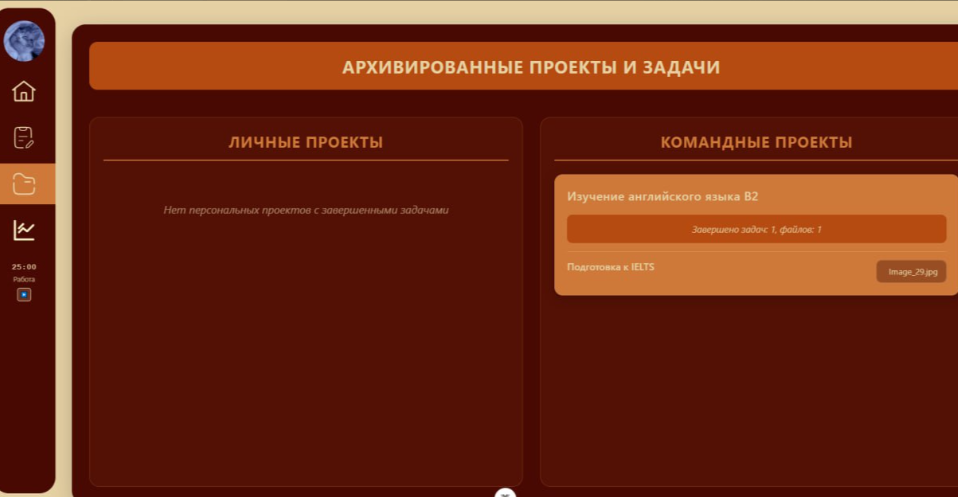 АРХИВИРОВАННЫЕ ПРОЕКТЫ И ЗАДАЧИ
25:00
Работа
ЛИЧНЫЕ ПРОЕКТЫ
Нет персональных проектов с завершенными задачами
КОМАНДНЫЕ ПРОЕКТЫ
Изучение английского языка B2
Завершено задач: 1, файлов: 1
Подготовка к IELTS
Image_29.jpg